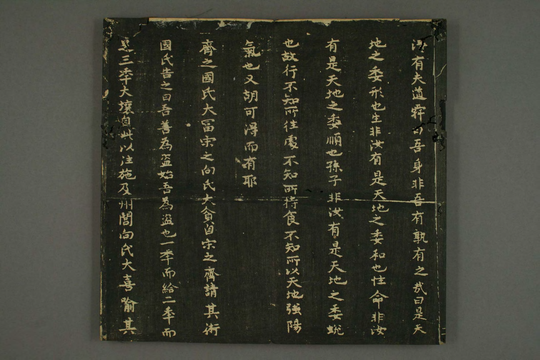 汝有夫道舜曰吾身非吾有孰有之哉曰是天
地之委形也生非汝有是天地之委和也性命非汝
有是天地之委順也孫子非汝有是天地之委蛻
也故行不知所往處不知所持食不知所以天地強陽
氣也又胡可得而有耶
齊之國氏大富宋之向氏大貧自宋之齊請其術
國氏告之曰吾善為盜始吾為盜也一年而給二年而
足三年大壤自此以往施及州閭向氏大喜喻其